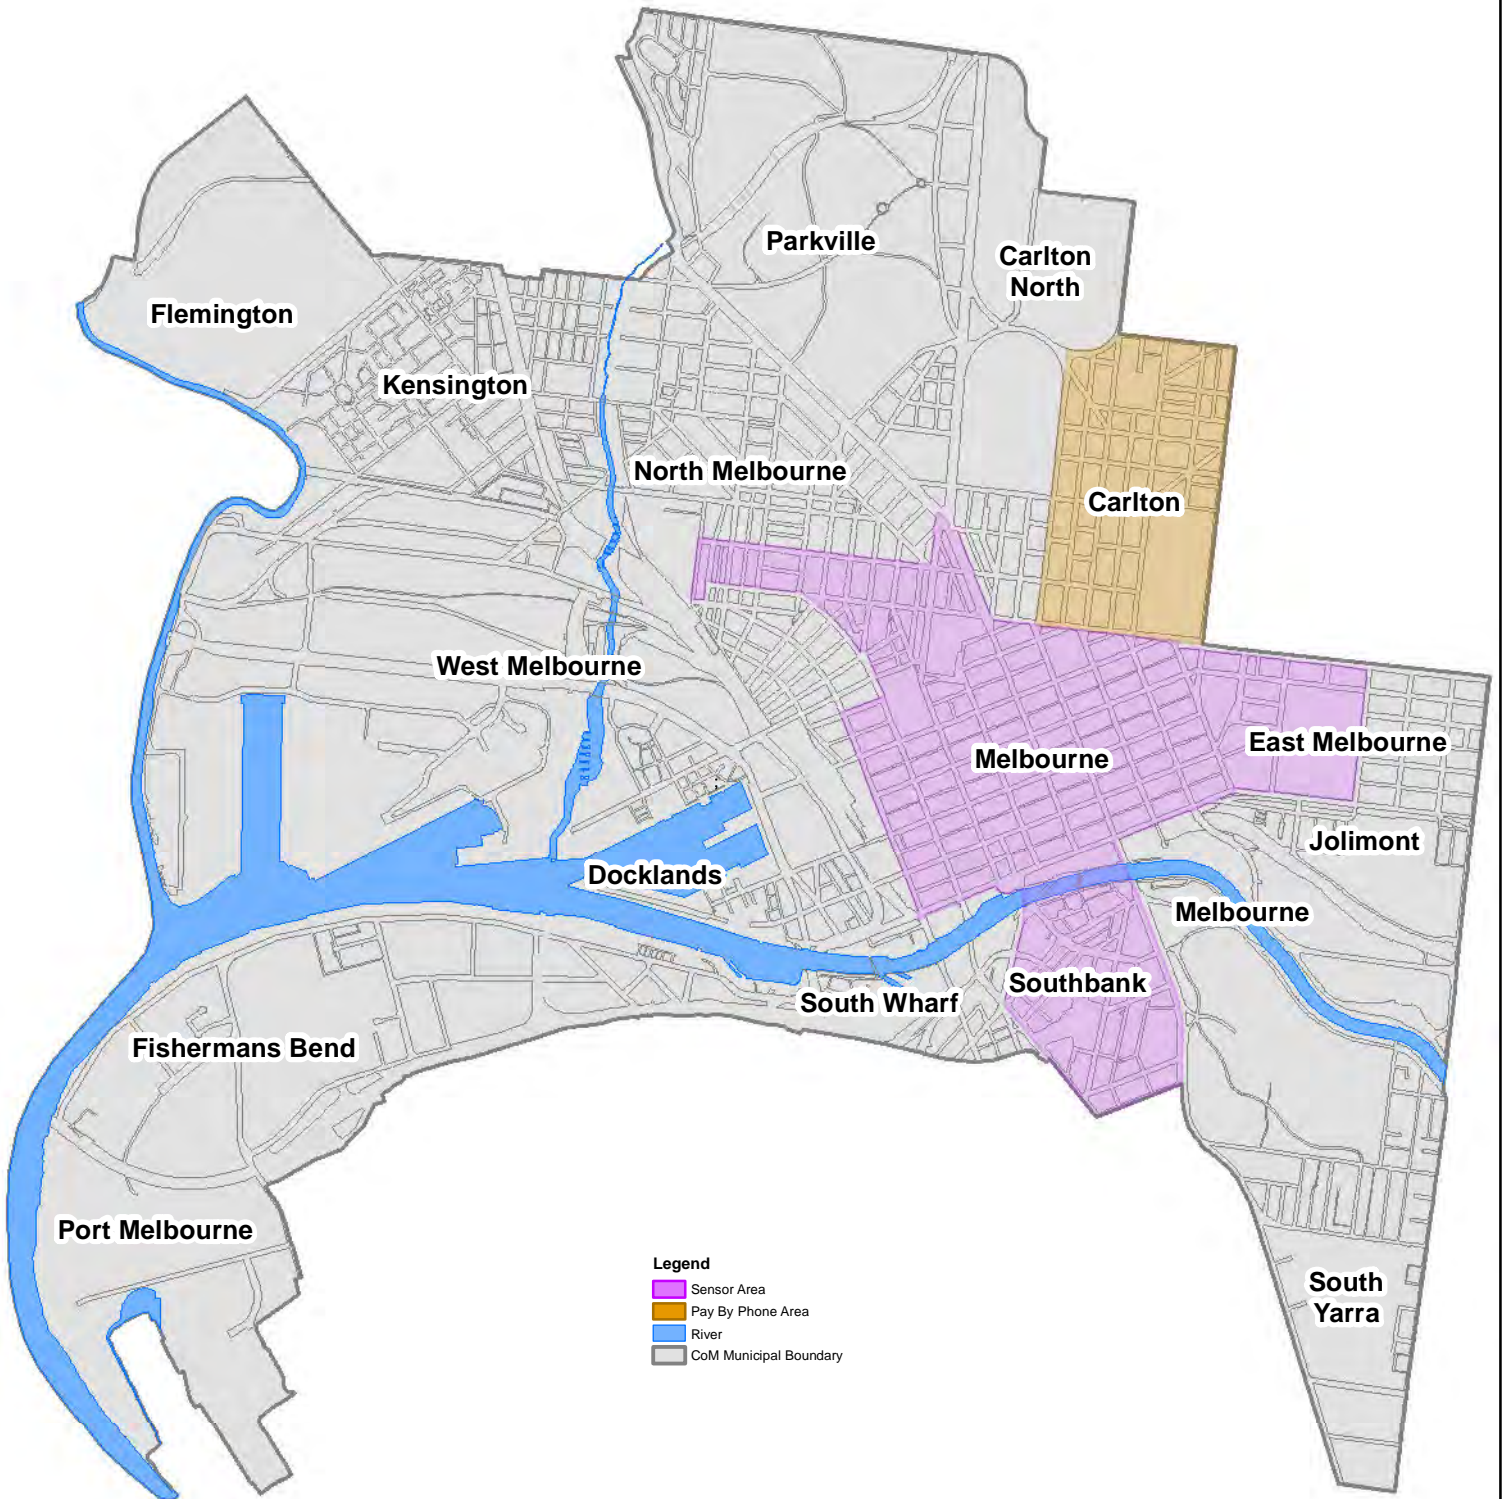 Parkville
Carlton
North
Flemington
Kensington
North Melbourne
Carlton
West Melbourne
East Melbourne
Melbourne
Jolimont
Docklands
Melbourne
Southbank
South Wharf
Fishermans Bend
Port Melbourne
South
Yarra
Legend
Sensor Area
Pay By Phone Area
River
CoM Municipal Boundary